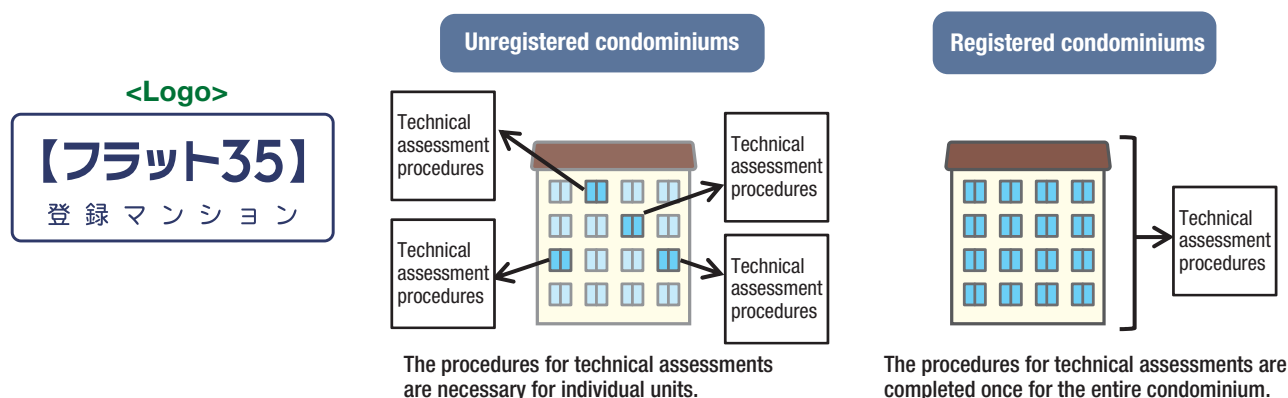 <Logo>
【フラット35】
登録マンション
Unregistered condominiums
Technical
assessment
procedures
Technical
assessment
procedures
Technical
assessment
procedures
Technical
assessment
procedures
The procedures for technical assessments
are necessary for individual units.
Registered condominiums
Technical
assessment
procedures
The procedures for technical assessments are
completed once for the entire condominium.